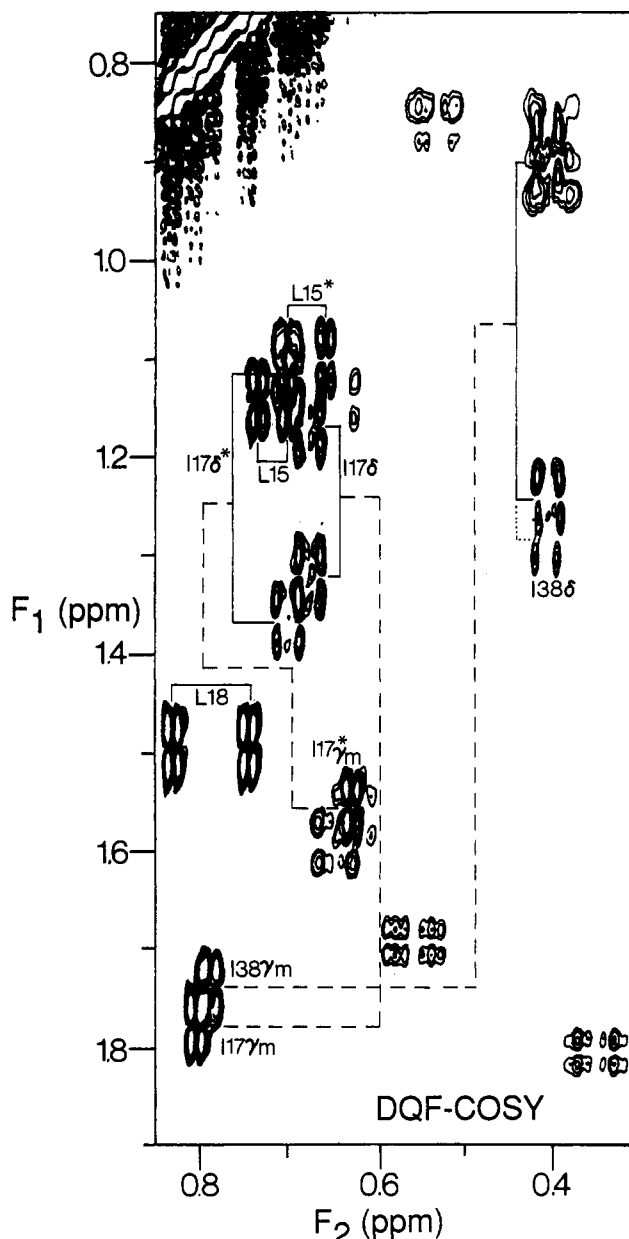 0.8
1.0
L15*
1.2
I17δ*
L15
I17δ
I38δ
F1 (ppm)
1.4
L18
I17γm*
1.6
I38γm
I17γm
1.8
DQF-COSY
0.8
0.6
0.4
F2 (ppm)